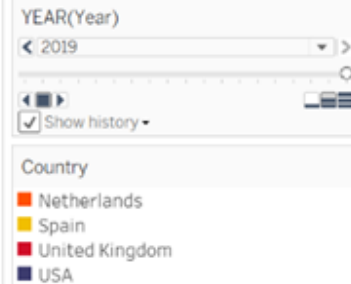 YEAR(Year)
2019
Show history
Country
Netherlands
Spain
United Kingdom
USA